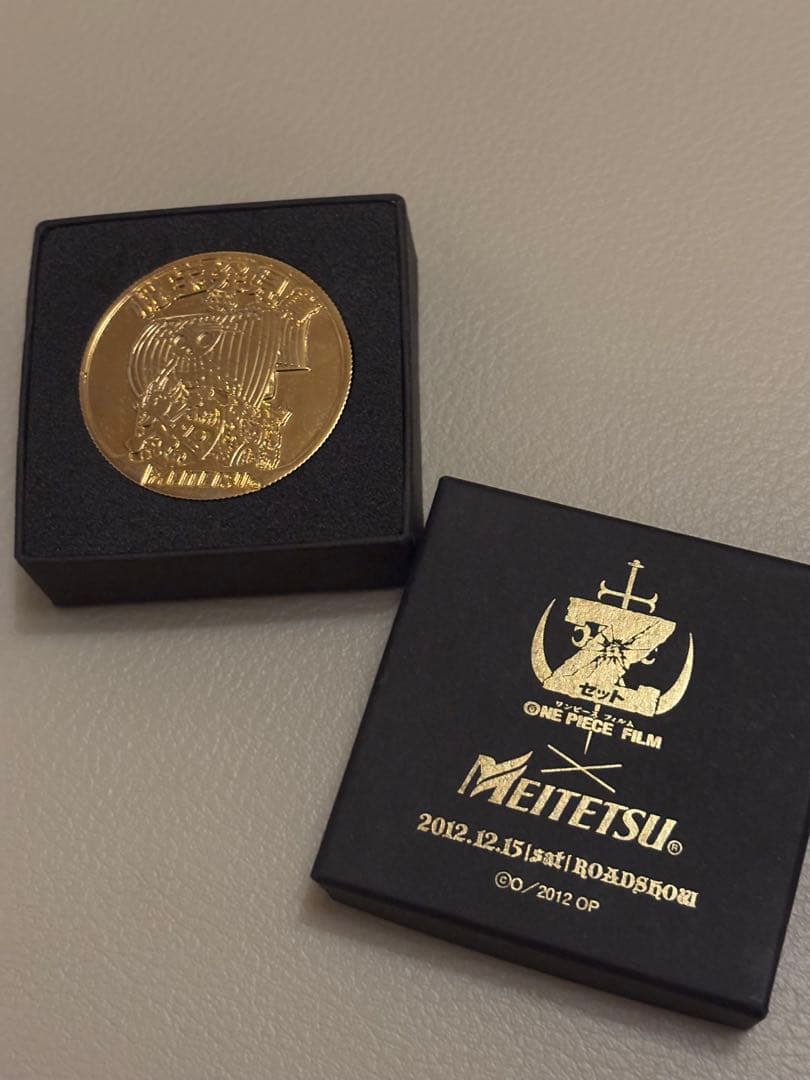 MEITETSU
Z
ゼット
ワンピース フィルム
ONE PIECE FILM
×
MEITETSU®
2012.12.15|sat|ROADSHOW
©O/2012 OP